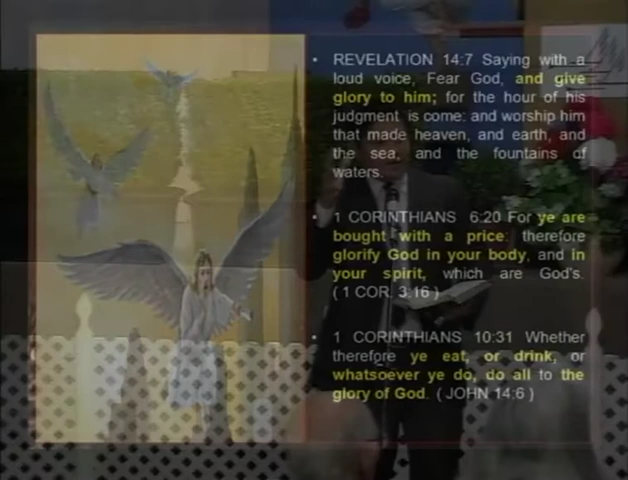 • REVELATION 14:7 Saying with a
loud voice, Fear God, and give
glory to him; for the hour of his
judgment is come: and worship him
that made heaven, and earth, and
the sea, and the fountains of
waters.
• 1 CORINTHIANS 6:20 For ye are
bought with a price: therefore
glorify God in your body, and in
your spirit, which are God's.
( 1 COR. 3:16 )
• 1 CORINTHIANS 10:31 Whether
therefore ye eat, or drink, or
whatsoever ye do, do all to the
glory of God. ( JOHN 14:6 )